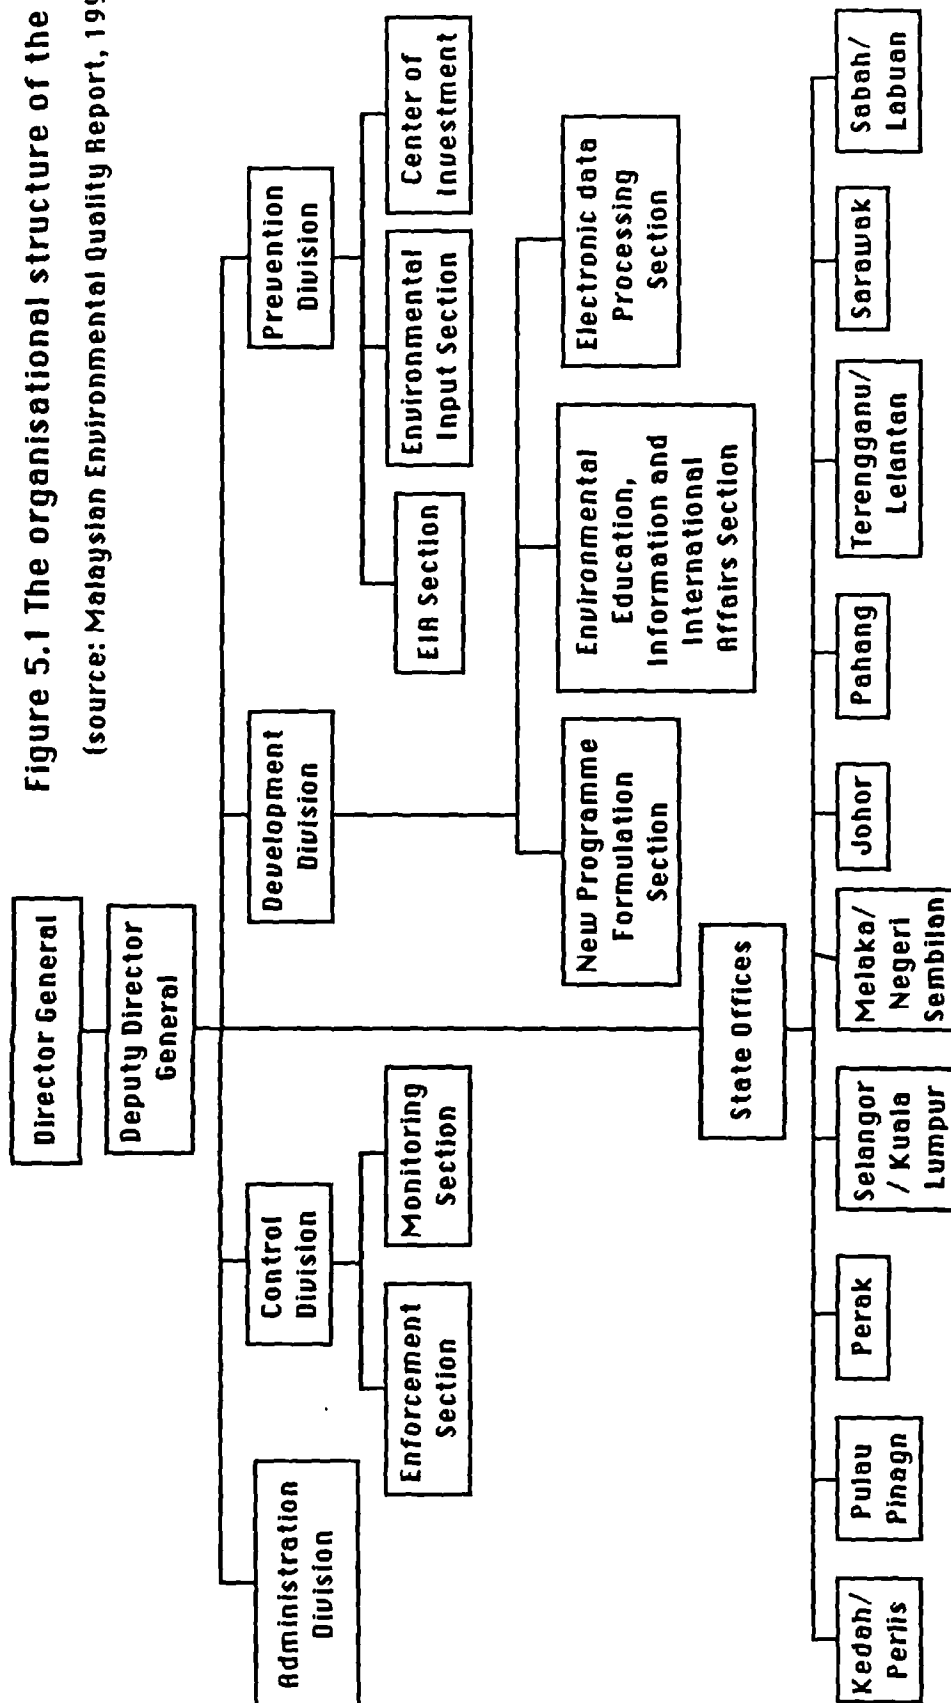 Figure 5.1 The organisational structure of the
(source: Malaysian Environmental Quality Report,
Director General
Deputy Director
General
Administration
Division
Control
Division
Development
Division
Prevention
Division
Enforcement
Section
Monitoring
Section
EIA Section
Environmental
Input Section
Center of
Investment
New Programme
Formulation
Section
Environmental
Education,
Information and
International
Affairs Section
Electronic data
Processing
Section
State Offices
Kedah/
Perlis
Pulau
Pinagn
Perak
Selangor
/ Kuala
Lumpur
Melaka/
Negeri
Sembilan
Johor
Pahang
Terengganu/
Lelantan
Sarawak
Sabah/
Labuan